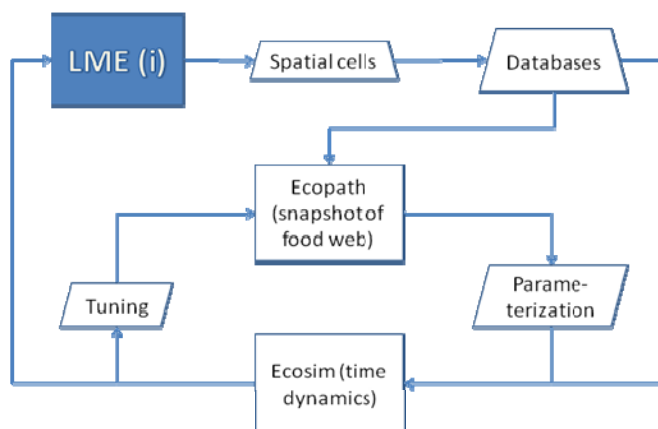 LME (i)
Spatial cells
Databases
Ecopath
(snapshot of
food web)
Parame-
terization
Tuning
Ecosim (time
dynamics)